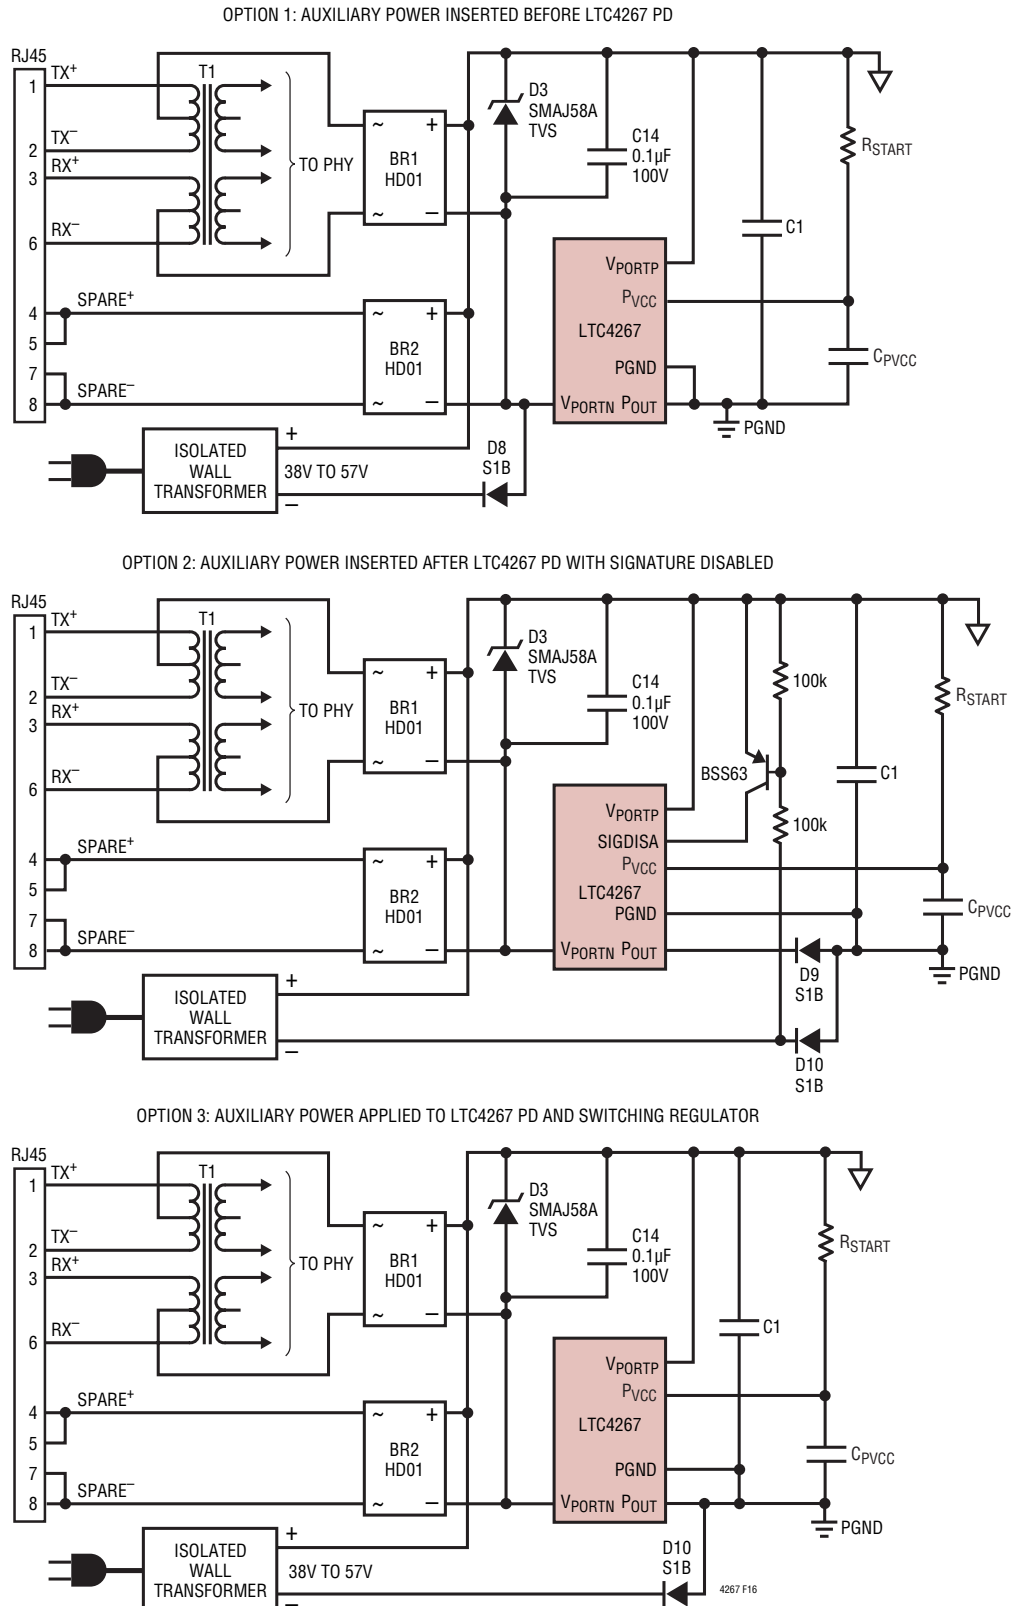 OPTION 1: AUXILIARY POWER INSERTED BEFORE LTC4267 PD
RJ45
1
TX+
2
TX–
3
RX+
6
RX–
T1
TO PHY
4
SPARE+
5
7
8
SPARE–
~
+
BR1
HD01
~
–
~
+
BR2
HD01
~
–
D3
SMAJ58A
TVS
C14
0.1µF
100V
VPORTP
PVCC
LTC4267
PGND
VPORTN POUT
C1
RSTART
CPVCC
PGND
ISOLATED
WALL
TRANSFORMER
+
38V TO 57V
–
D8
S1B
OPTION 2: AUXILIARY POWER INSERTED AFTER LTC4267 PD WITH SIGNATURE DISABLED
RJ45
1
TX+
2
TX–
3
RX+
6
RX–
T1
TO PHY
4
SPARE+
5
7
8
SPARE–
~
+
BR1
HD01
~
–
~
+
BR2
HD01
~
–
D3
SMAJ58A
TVS
C14
0.1µF
100V
BSS63
100k
100k
VPORTP
SIGDISA
PVCC
LTC4267
PGND
VPORTN POUT
C1
RSTART
CPVCC
PGND
D9
S1B
D10
S1B
ISOLATED
WALL
TRANSFORMER
+
–
OPTION 3: AUXILIARY POWER APPLIED TO LTC4267 PD AND SWITCHING REGULATOR
RJ45
1
TX+
2
TX–
3
RX+
6
RX–
T1
TO PHY
4
SPARE+
5
7
8
SPARE–
~
+
BR1
HD01
~
–
~
+
BR2
HD01
~
–
D3
SMAJ58A
TVS
C14
0.1µF
100V
VPORTP
PVCC
LTC4267
PGND
VPORTN POUT
C1
RSTART
CPVCC
PGND
ISOLATED
WALL
TRANSFORMER
+
38V TO 57V
–
D10
S1B
4267 F16